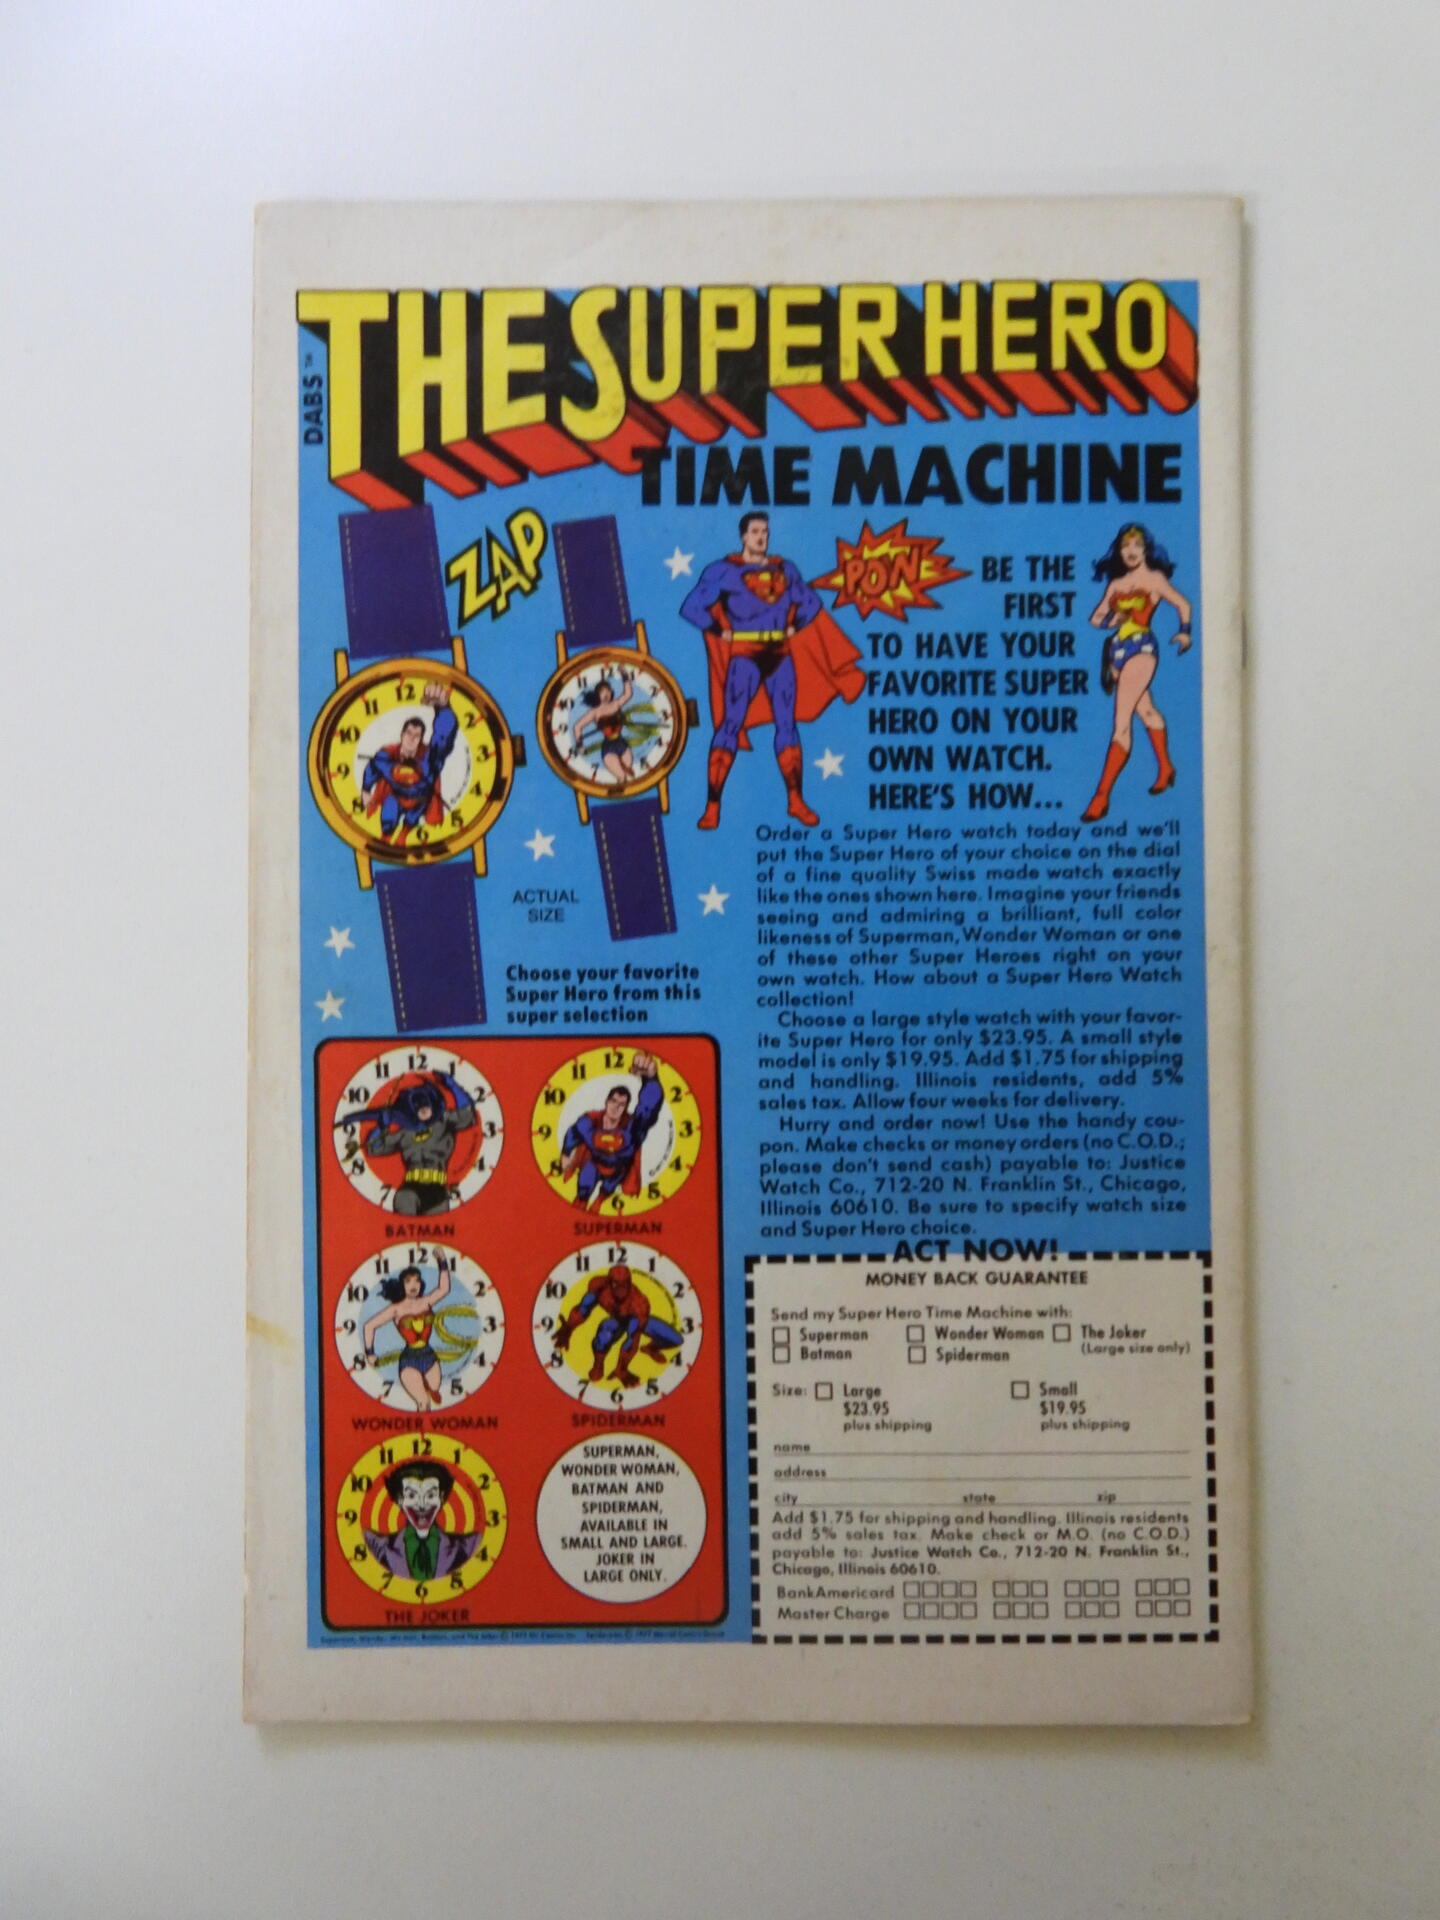 THE SUPER HERO
DABS™
TIME MACHINE
ZAP
POW
BE THE
FIRST
TO HAVE YOUR
FAVORITE SUPER
HERO ON YOUR
OWN WATCH.
HERE'S HOW...
ACTUAL
SIZE
Choose your favorite
Super Hero from this
super selection
Order a Super Hero watch today and we'll
put the Super Hero of your choice on the dial
of a fine quality Swiss made watch exactly
like the ones shown here. Imagine your friends
seeing and admiring a brilliant, full color
likeness of Superman, Wonder Woman or one
of these other Super Heroes right on your
own watch. How about a Super Hero Watch
collection!
Choose a large style watch with your favor-
ite Super Hero for only $23.95. A small style
model is only $19.95. Add $1.75 for shipping
and handling. Illinois residents, add 5%
sales tax. Allow four weeks for delivery.
Hurry and order now! Use the handy cou-
pon. Make checks or money orders (no C.O.D.;
please don't send cash) payable to: Justice
Watch Co., 712-20 N. Franklin St., Chicago,
Illinois 60610. Be sure to specify watch size
and Super Hero choice.
BATMAN
SUPERMAN
WONDER WOMAN
SPIDERMAN
THE JOKER
SUPERMAN,
WONDER WOMAN,
BATMAN AND
SPIDERMAN,
AVAILABLE IN
SMALL AND LARGE.
JOKER IN
LARGE ONLY.
ACT NOW!
MONEY BACK GUARANTEE
Send my Super Hero Time Machine with:
Superman Wonder Woman The Joker
Batman Spiderman (Large size only)
Size: Large Small
$23.95 $19.95
plus shipping plus shipping
name
address
city state zip
Add $1.75 for shipping and handling. Illinois residents
add 5% sales tax. Make check or M.O. (no C.O.D.)
payable to: Justice Watch Co., 712-20 N. Franklin St.,
Chicago, Illinois 60610.
BankAmericard
Master Charge